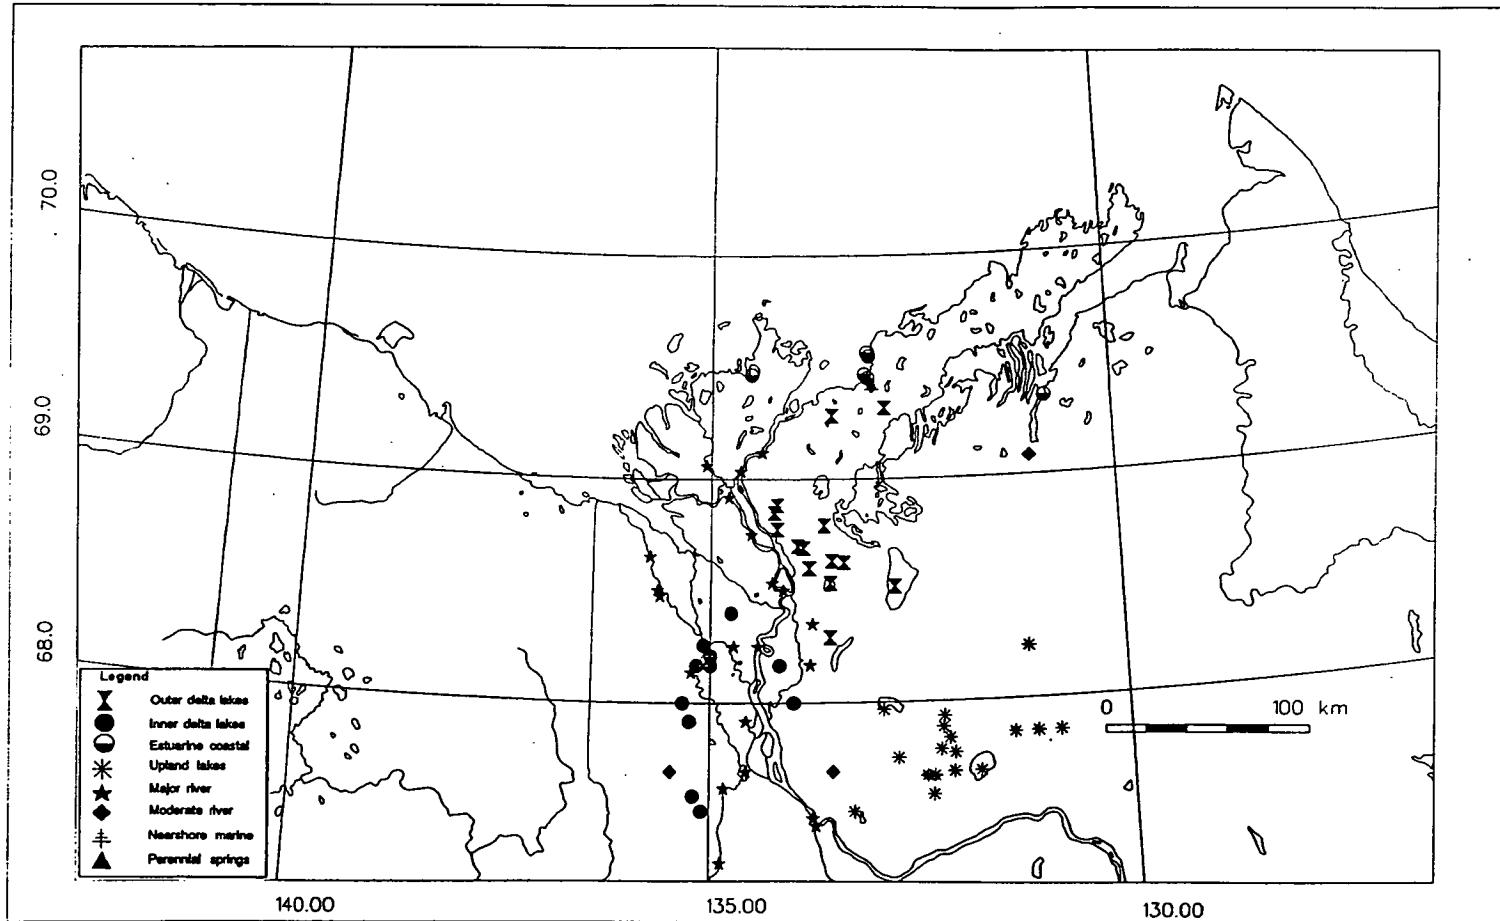 70.0
69.0
68.0
Legend
Outer delta lakes
Inner delta lakes
Estuarine coastal
Upland lakes
Major river
Moderate river
Nearshore marine
Perennial springs
0 100 km
140.00 135.00 130.00